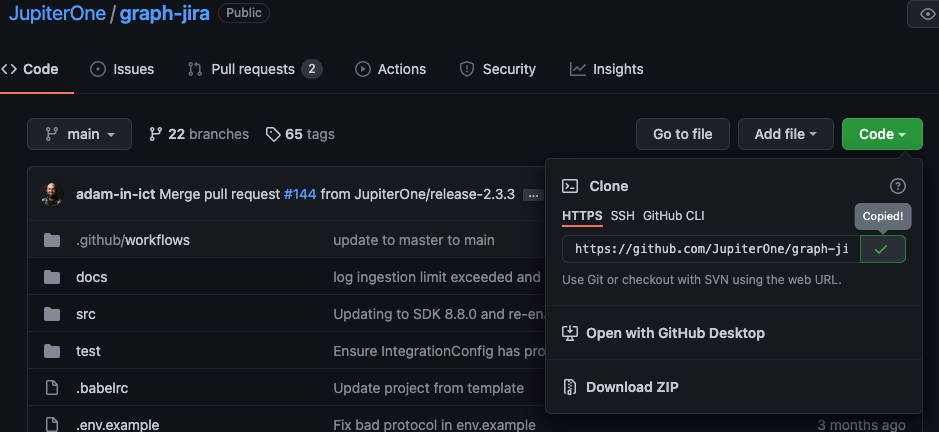 JupiterOne / graph-jira Public
Code Issues Pull requests 2 Actions Security Insights
main 22 branches 65 tags Go to file Add file Code
adam-in-ict Merge pull request #144 from JupiterOne/release-2.3.3 ...
.github/workflows update to master to main
docs log ingestion limit exceeded and
src Updating to SDK 8.8.0 and re-en
test Ensure IntegrationConfig has pro
.babelrc Update project from template
.env.example Fix bad protocol in env.example 3 months ago
Clone
HTTPS SSH GitHub CLI
Copied!
https://github.com/JupiterOne/graph-ji
Use Git or checkout with SVN using the web URL.
Open with GitHub Desktop
Download ZIP